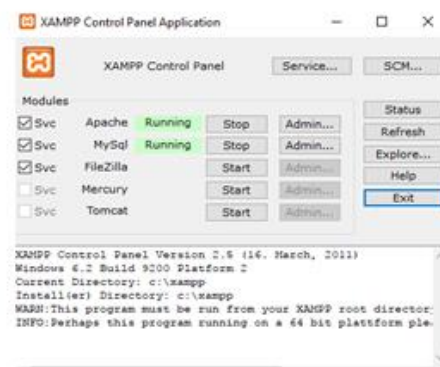 XAMPP Control Panel Application
XAMPP Control Panel
Service...
SCM...
Modules
Svc Apache Running Stop Admin...
Svc MySql Running Stop Admin...
Svc FileZilla Start Admin...
Svc Mercury Start Admin...
Svc Tomcat Start Admin...
Status
Refresh
Explore...
Help
Exit
XAMPP Control Panel Version 2.5 (16. March, 2011)
Windows 6.2 Build 9200 Platform 2
Current Directory: c:\xampp
Install(er) Directory: c:\xampp
WARN:This program must be run from your XAMPP root director
INFO:Perhaps this program running on a 64 bit plattform ple